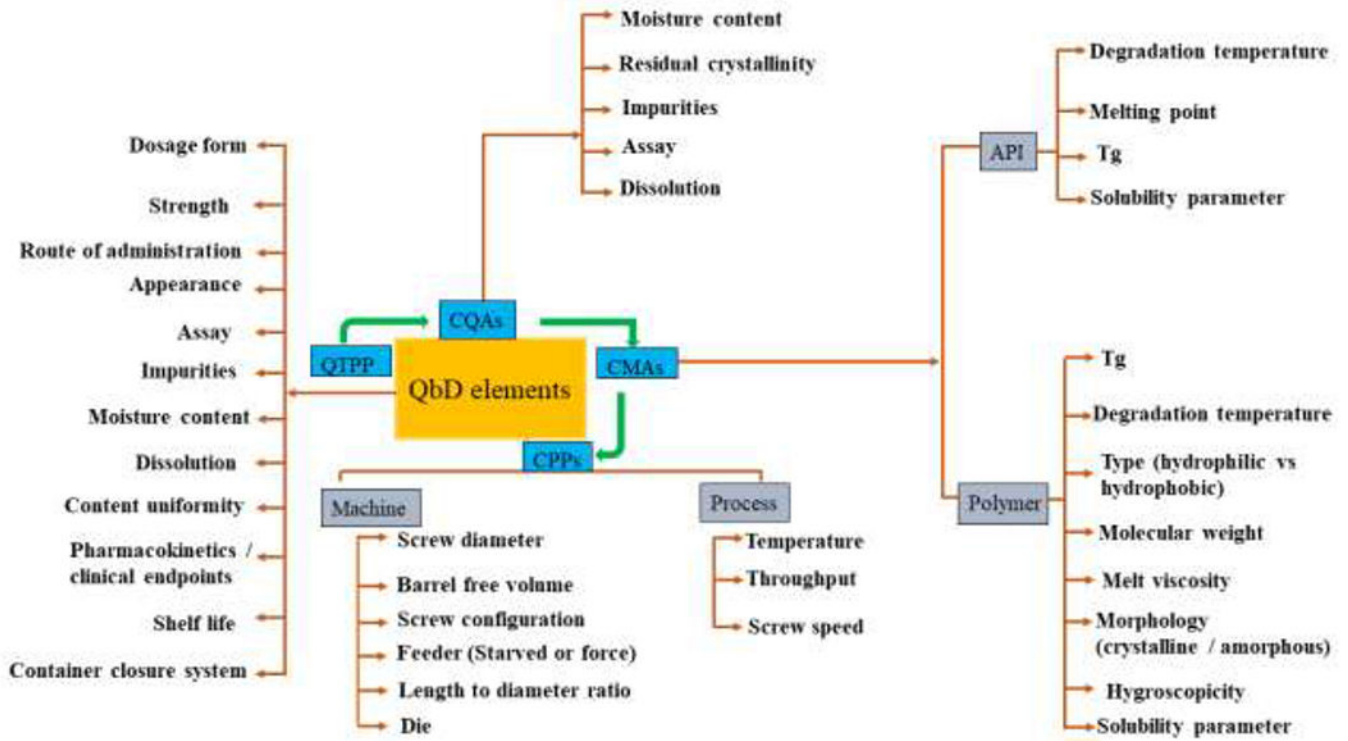 Moisture content
Residual crystallinity
Impurities
Assay
Dissolution
Dosage form
Strength
Route of administration
Appearance
Assay
Impurities
Moisture content
Dissolution
Content uniformity
Pharmacokinetics /
clinical endpoints
Shelf life
Container closure system
QTPP
CQAs
CMAs
QbD elements
CPPs
Machine
Screw diameter
Barrel free volume
Screw configuration
Feeder (Starved or force)
Length to diameter ratio
Die
Process
Temperature
Throughput
Screw speed
API
Degradation temperature
Melting point
Tg
Solubility parameter
Polymer
Tg
Degradation temperature
Type (hydrophilic vs
hydrophobic)
Molecular weight
Melt viscosity
Morphology
(crystalline / amorphous)
Hygroscopicity
Solubility parameter